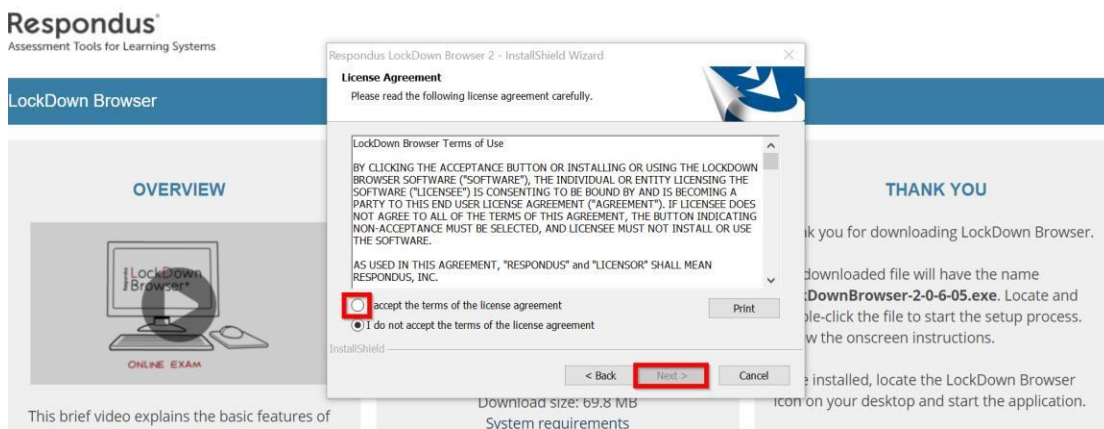 Respondus
Assessment Tools for Learning Systems
LockDown Browser
OVERVIEW
Respondus
LockDown
Browser
ONLINE EXAM
This brief video explains the basic features of
Respondus LockDown Browser 2 - InstallShield Wizard
License Agreement
Please read the following license agreement carefully.
LockDown Browser Terms of Use
BY CLICKING THE ACCEPTANCE BUTTON OR INSTALLING OR USING THE LOCKDOWN
BROWSER SOFTWARE ("SOFTWARE"), THE INDIVIDUAL OR ENTITY LICENSING THE
SOFTWARE ("LICENSEE") IS CONSENTING TO BE BOUND BY AND IS BECOMING A
PARTY TO THIS END USER LICENSE AGREEMENT ("AGREEMENT"). IF LICENSEE DOES
NOT AGREE TO ALL OF THE TERMS OF THIS AGREEMENT, THE BUTTON INDICATING
NON-ACCEPTANCE MUST BE SELECTED, AND LICENSEE MUST NOT INSTALL OR USE
THE SOFTWARE.
AS USED IN THIS AGREEMENT, "RESPONDUS" and "LICENSOR" SHALL MEAN
RESPONDUS, INC.
accept the terms of the license agreement
Print
I do not accept the terms of the license agreement
InstallShield
< Back
Next >
Cancel
Download size: 69.8 MB
System requirements
THANK YOU
you for downloading LockDown Browser.
downloaded file will have the name
DownBrowser-2-0-6-05.exe. Locate and
-click the file to start the setup process.
the onscreen instructions.
installed, locate the LockDown Browser
icon on your desktop and start the application.